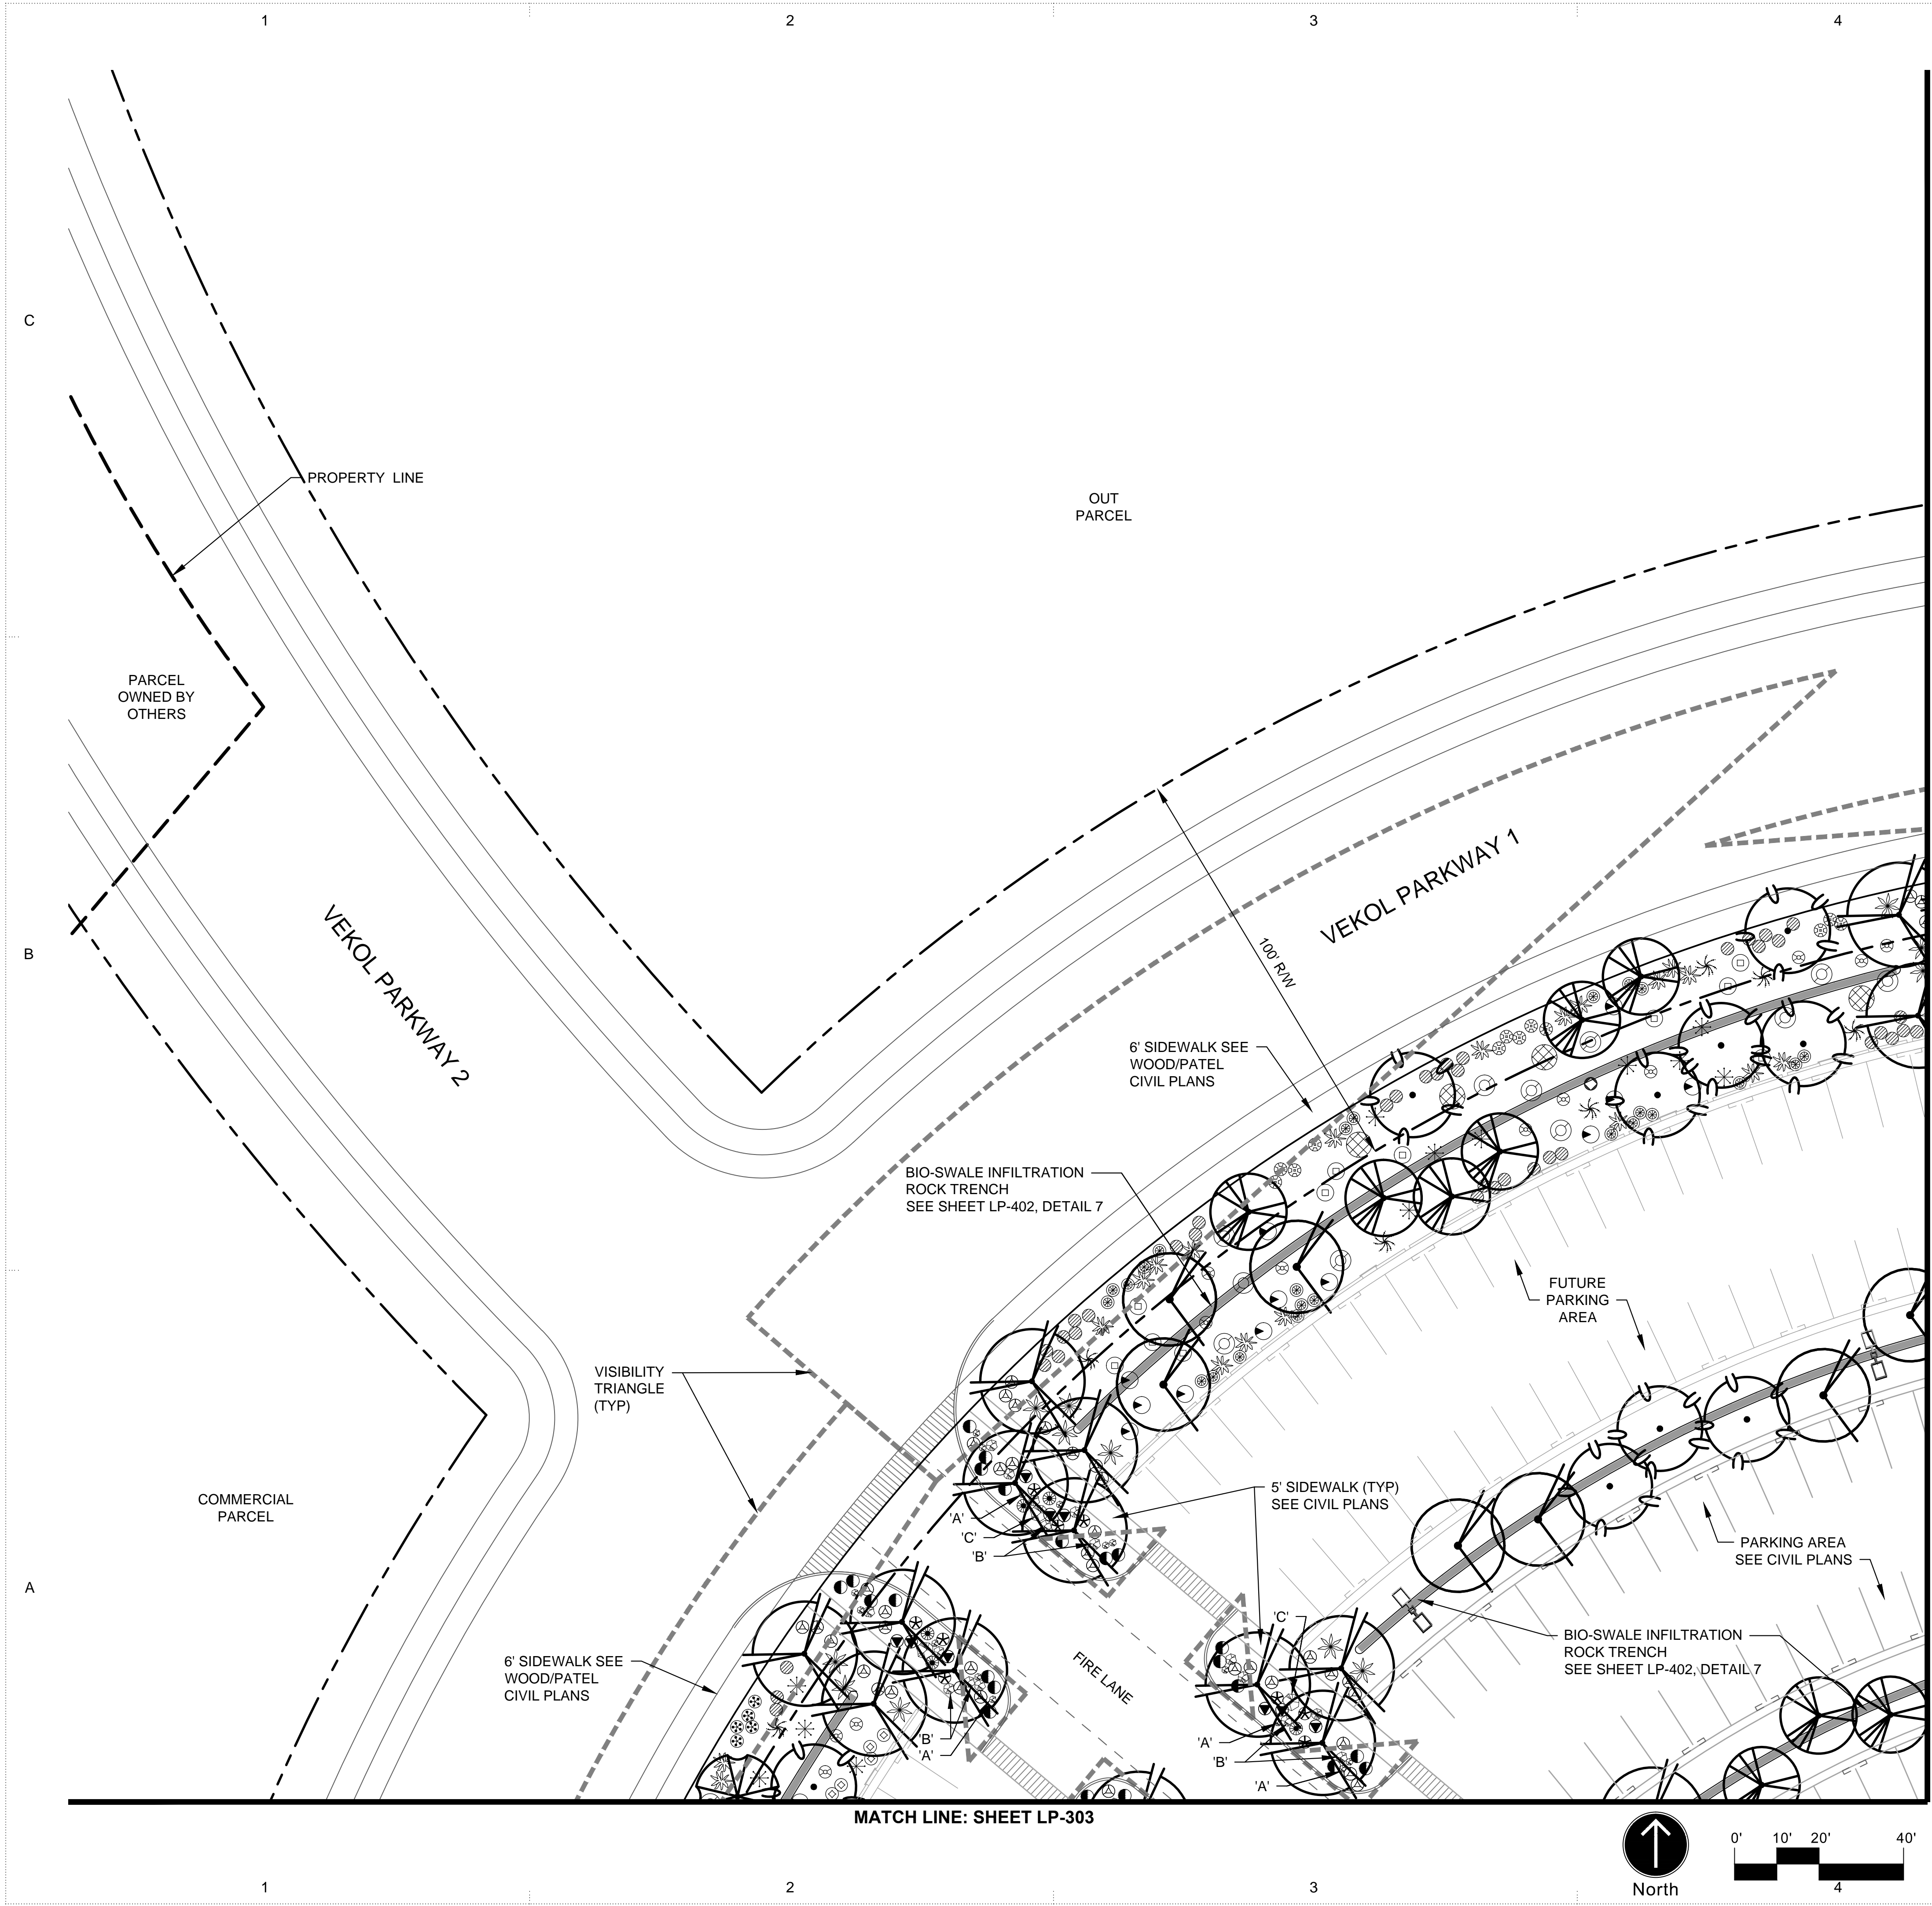 1
2
3
4
C
PROPERTY LINE
OUT
PARCEL
PARCEL
OWNED BY
OTHERS
VEKOL PARKWAY 1
VEKOL PARKWAY 2
B
100' R/W
6' SIDEWALK SEE
WOOD/PATEL
CIVIL PLANS
BIO-SWALE INFILTRATION
ROCK TRENCH
SEE SHEET LP-402, DETAIL 7
FUTURE
PARKING
AREA
VISIBILITY
TRIANGLE
(TYP)
COMMERCIAL
PARCEL
5' SIDEWALK (TYP)
SEE CIVIL PLANS
'A'
'C'
'B'
PARKING AREA
SEE CIVIL PLANS
A
'C'
BIO-SWALE INFILTRATION
ROCK TRENCH
SEE SHEET LP-402, DETAIL 7
6' SIDEWALK SEE
WOOD/PATEL
CIVIL PLANS
FIRE LANE
'B'
'A'
'A'
'B'
'A'
MATCH LINE: SHEET LP-303
0' 10' 20' 40'
North
1
2
3
4